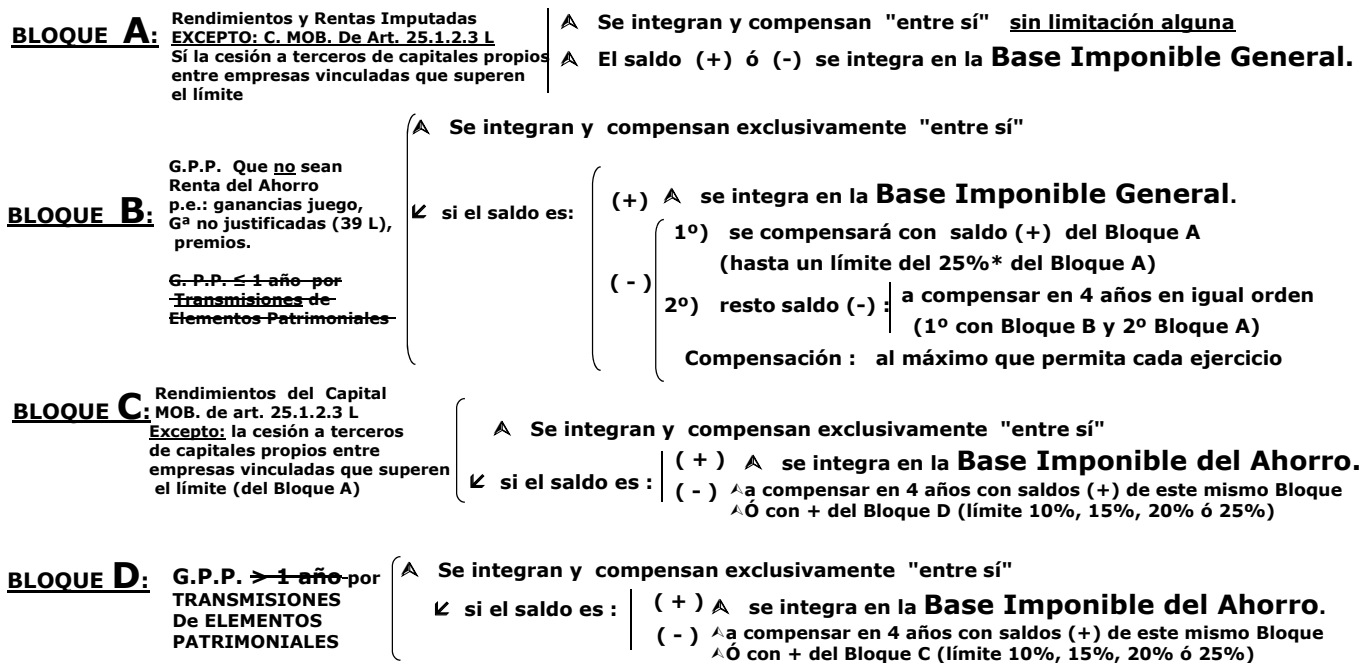 BLOQUE A:
Rendimientos y Rentas Imputadas
EXCEPTO: C. MOB. De Art. 25.1.2.3 L
Sí la cesión a terceros de capitales propios
entre empresas vinculadas que superen
el límite
Se integran y compensan "entre sí" sin limitación alguna
El saldo (+) ó (-) se integra en la Base Imponible General.
BLOQUE B:
G.P.P. Que no sean
Renta del Ahorro
p.e.: ganancias juego,
Gª no justificadas (39 L),
premios.
G. P.P. ≤ 1 año por
Transmisiones de
Elementos Patrimoniales
Se integran y compensan exclusivamente "entre sí"
si el saldo es:
(+) se integra en la Base Imponible General.
(-)
1º) se compensará con saldo (+) del Bloque A
(hasta un límite del 25%* del Bloque A)
2º) resto saldo (-) :
a compensar en 4 años en igual orden
(1º con Bloque B y 2º Bloque A)
Compensación : al máximo que permita cada ejercicio
BLOQUE C:
Rendimientos del Capital
MOB. de art. 25.1.2.3 L
Excepto: la cesión a terceros
de capitales propios entre
empresas vinculadas que superen
el límite (del Bloque A)
Se integran y compensan exclusivamente "entre sí"
si el saldo es :
( + ) se integra en la Base Imponible del Ahorro.
( - ) a compensar en 4 años con saldos (+) de este mismo Bloque
Ó con + del Bloque D (límite 10%, 15%, 20% ó 25%)
BLOQUE D:
G.P.P. > 1 año por
TRANSMISIONES
De ELEMENTOS
PATRIMONIALES
Se integran y compensan exclusivamente "entre sí"
si el saldo es :
( + ) se integra en la Base Imponible del Ahorro.
( - ) a compensar en 4 años con saldos (+) de este mismo Bloque
Ó con + del Bloque C (límite 10%, 15%, 20% ó 25%)